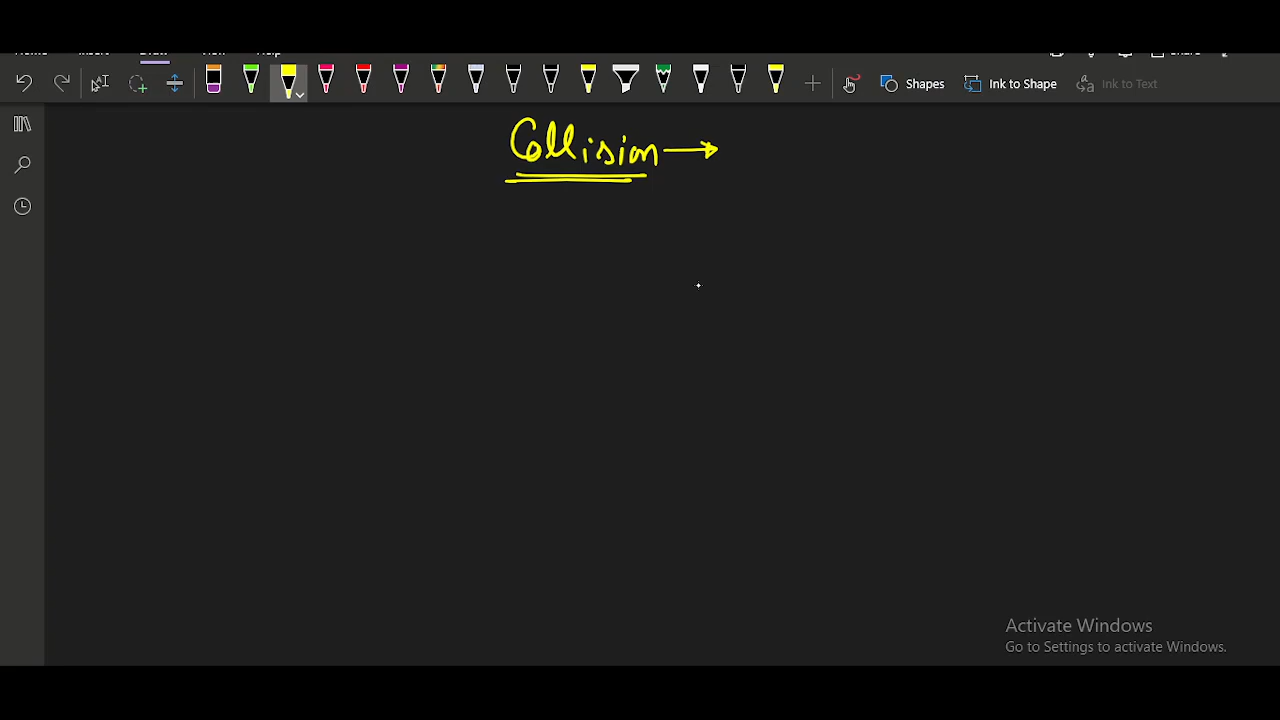 Shapes
Ink to Shape
Ink to Text
Collision →
Activate Windows
Go to Settings to activate Windows.